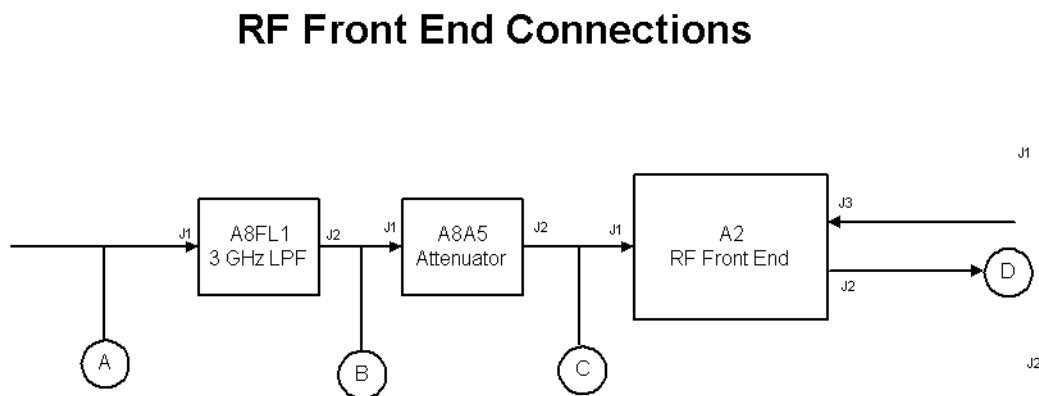 RF Front End Connections
J1
J1
A8FL1
3 GHz LPF
J2
J1
A8A5
Attenuator
J2
J1
A2
RF Front End
J3
J2
D
A
B
C
J2